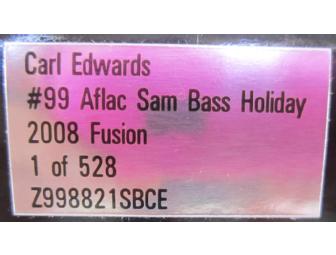 Carl Edwards
#99 Aflac Sam Bass Holiday
2008 Fusion
1 of 528
Z998821SBCE